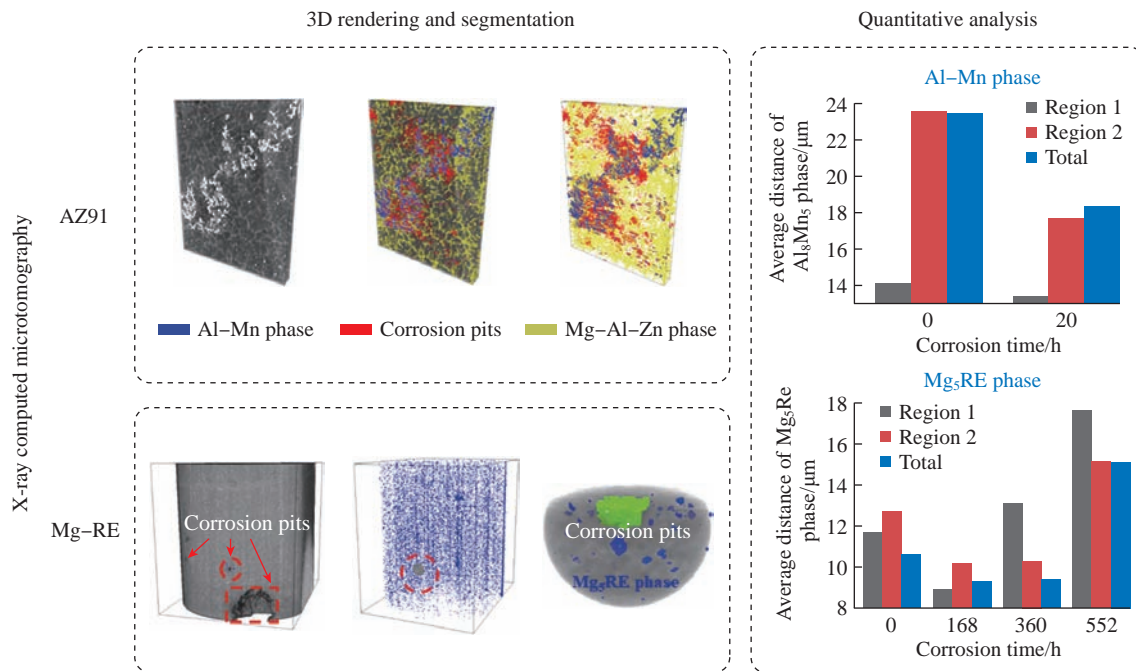 3D rendering and segmentation
Quantitative analysis
X-ray computed microtomography
AZ91
Al−Mn phase
Corrosion pits
Mg−Al−Zn phase
Mg−RE
Corrosion pits
Mg₅RE phase
Corrosion pits
Al−Mn phase
Average distance of
Al₈Mn₅ phase/μm
24
22
20
18
16
14
Region 1
Region 2
Total
0
20
Corrosion time/h
Mg₅RE phase
Average distance of Mg₅Re
phase/μm
18
16
14
12
10
8
Region 1
Region 2
Total
0
168
360
552
Corrosion time/h